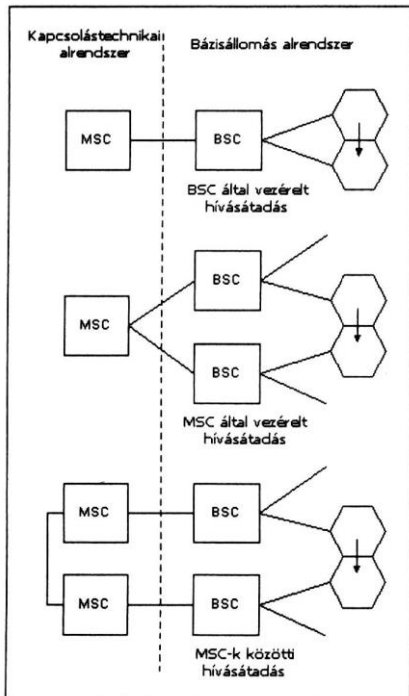 Kapcsolástechnikai
alrendszer
Bázisállomás alrendszer
MSC
BSC
BSC által vezérelt
hívásátadás
BSC
MSC
BSC
MSC által vezérelt
hívásátadás
MSC
BSC
MSC
BSC
MSC-k közötti
hívásátadás